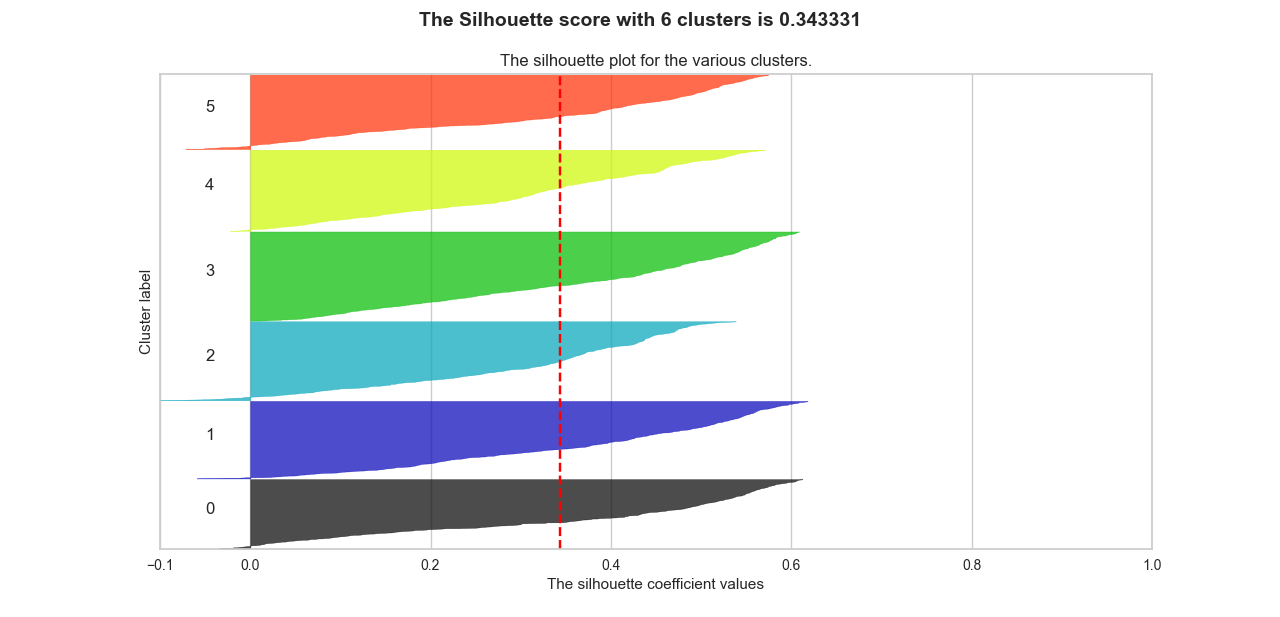 The Silhouette score with 6 clusters is 0.343331
The silhouette plot for the various clusters.
5
4
3
2
1
0
Cluster label
−0.1 0.0 0.2 0.4 0.6 0.8 1.0
The silhouette coefficient values